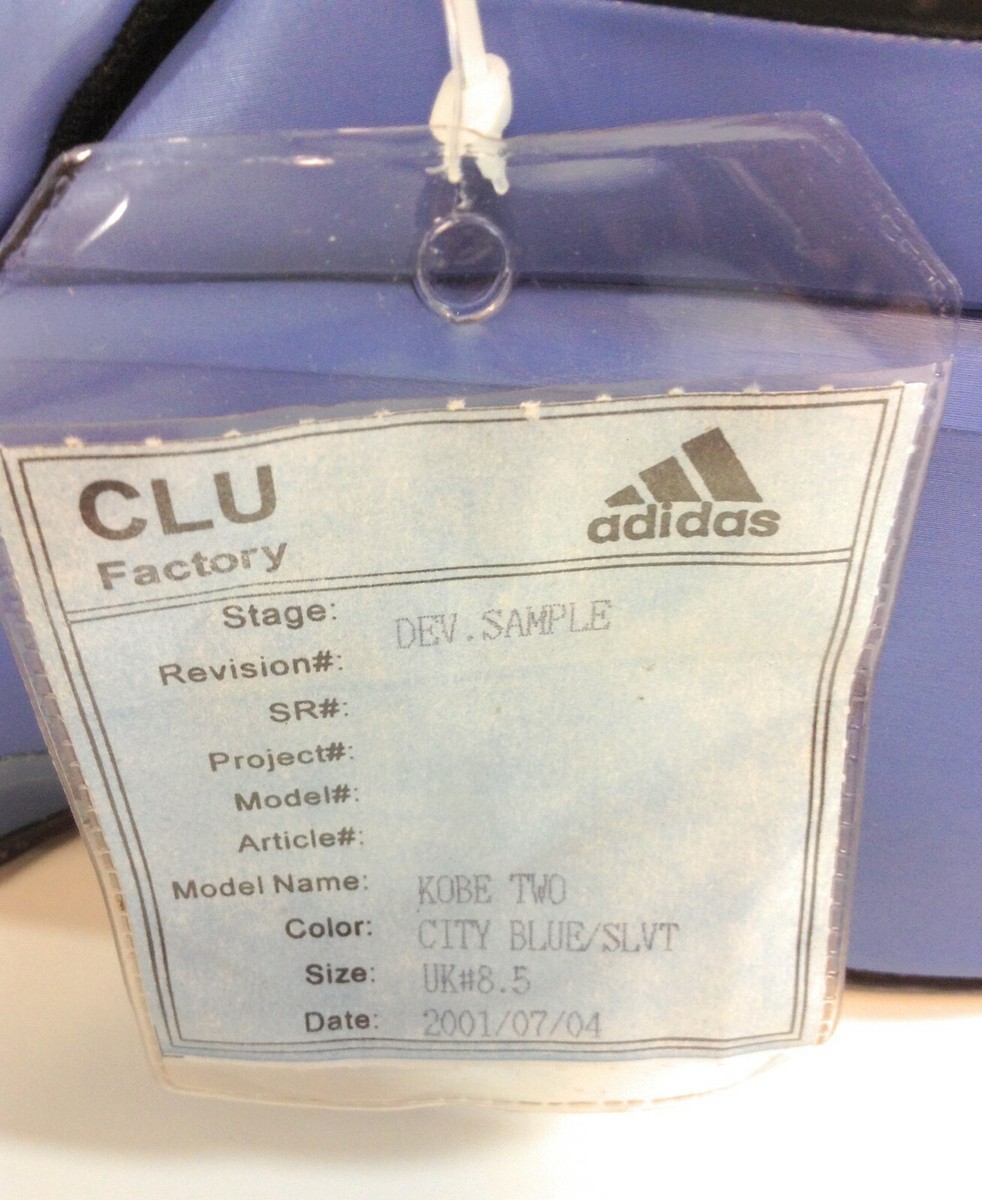 CLU
Factory
adidas
Stage: DEV.SAMPLE
Revision#:
SR#:
Project#:
Model#:
Article#:
Model Name: KOBE TWO
Color: CITY BLUE/SLVT
Size: UK#8.5
Date: 2001/07/04